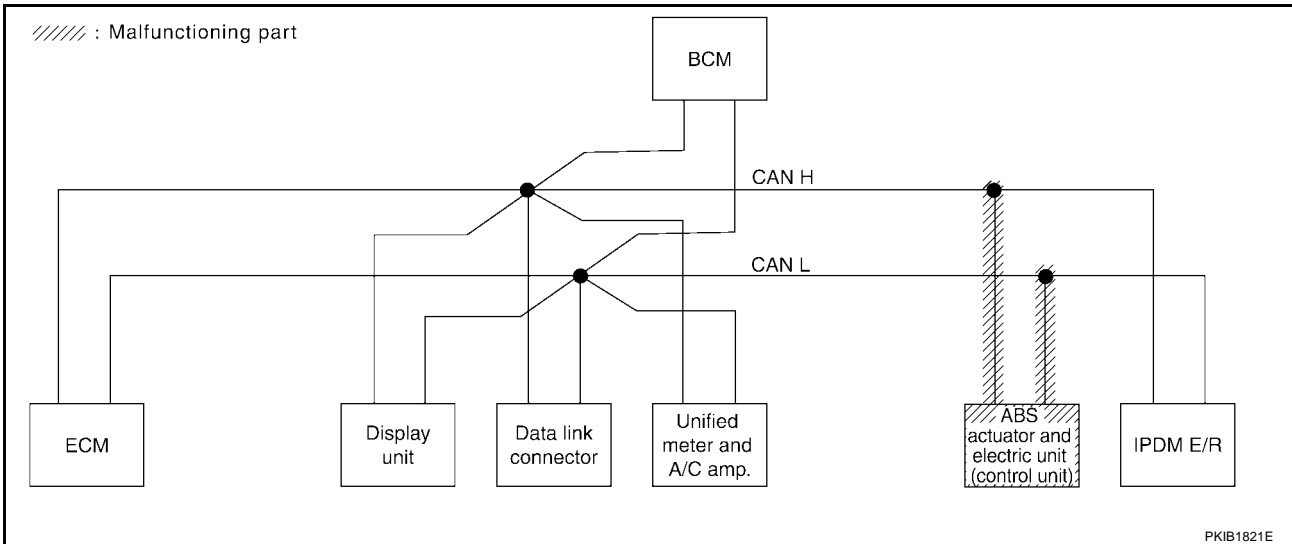 : Malfunctioning part
BCM
CAN H
CAN L
ECM
Display
unit
Data link
connector
Unified
meter and
A/C amp.
ABS
actuator and
electric unit
(control unit)
IPDM E/R
PKIB1821E